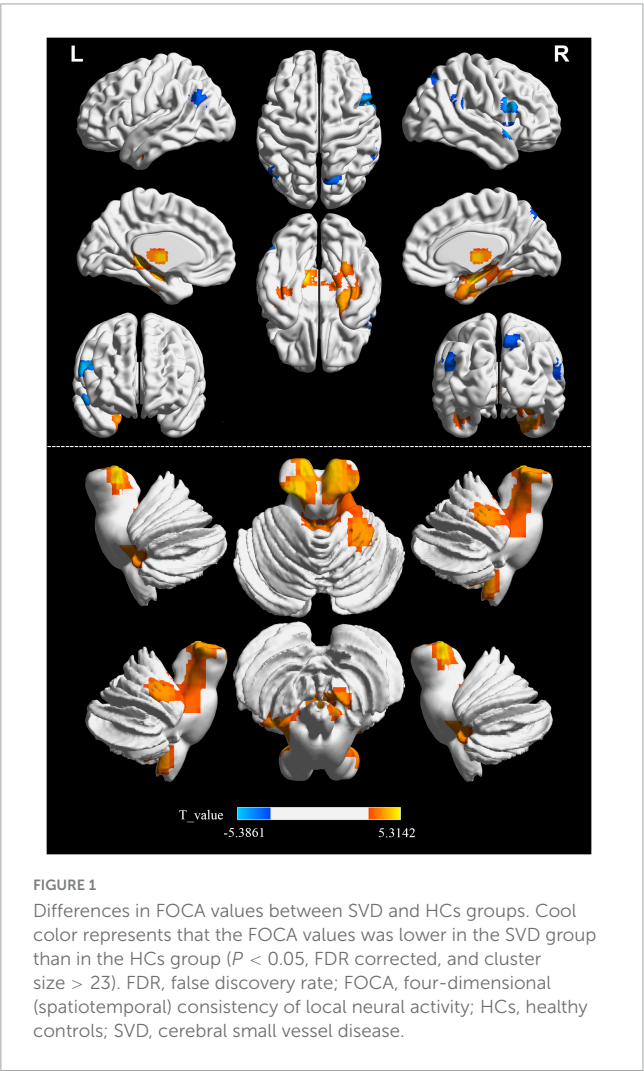 L R
T_value
-5.3861 5.3142
FIGURE 1
Differences in FOCA values between SVD and HCs groups. Cool
color represents that the FOCA values was lower in the SVD group
than in the HCs group (P < 0.05, FDR corrected, and cluster
size > 23). FDR, false discovery rate; FOCA, four-dimensional
(spatiotemporal) consistency of local neural activity; HCs, healthy
controls; SVD, cerebral small vessel disease.